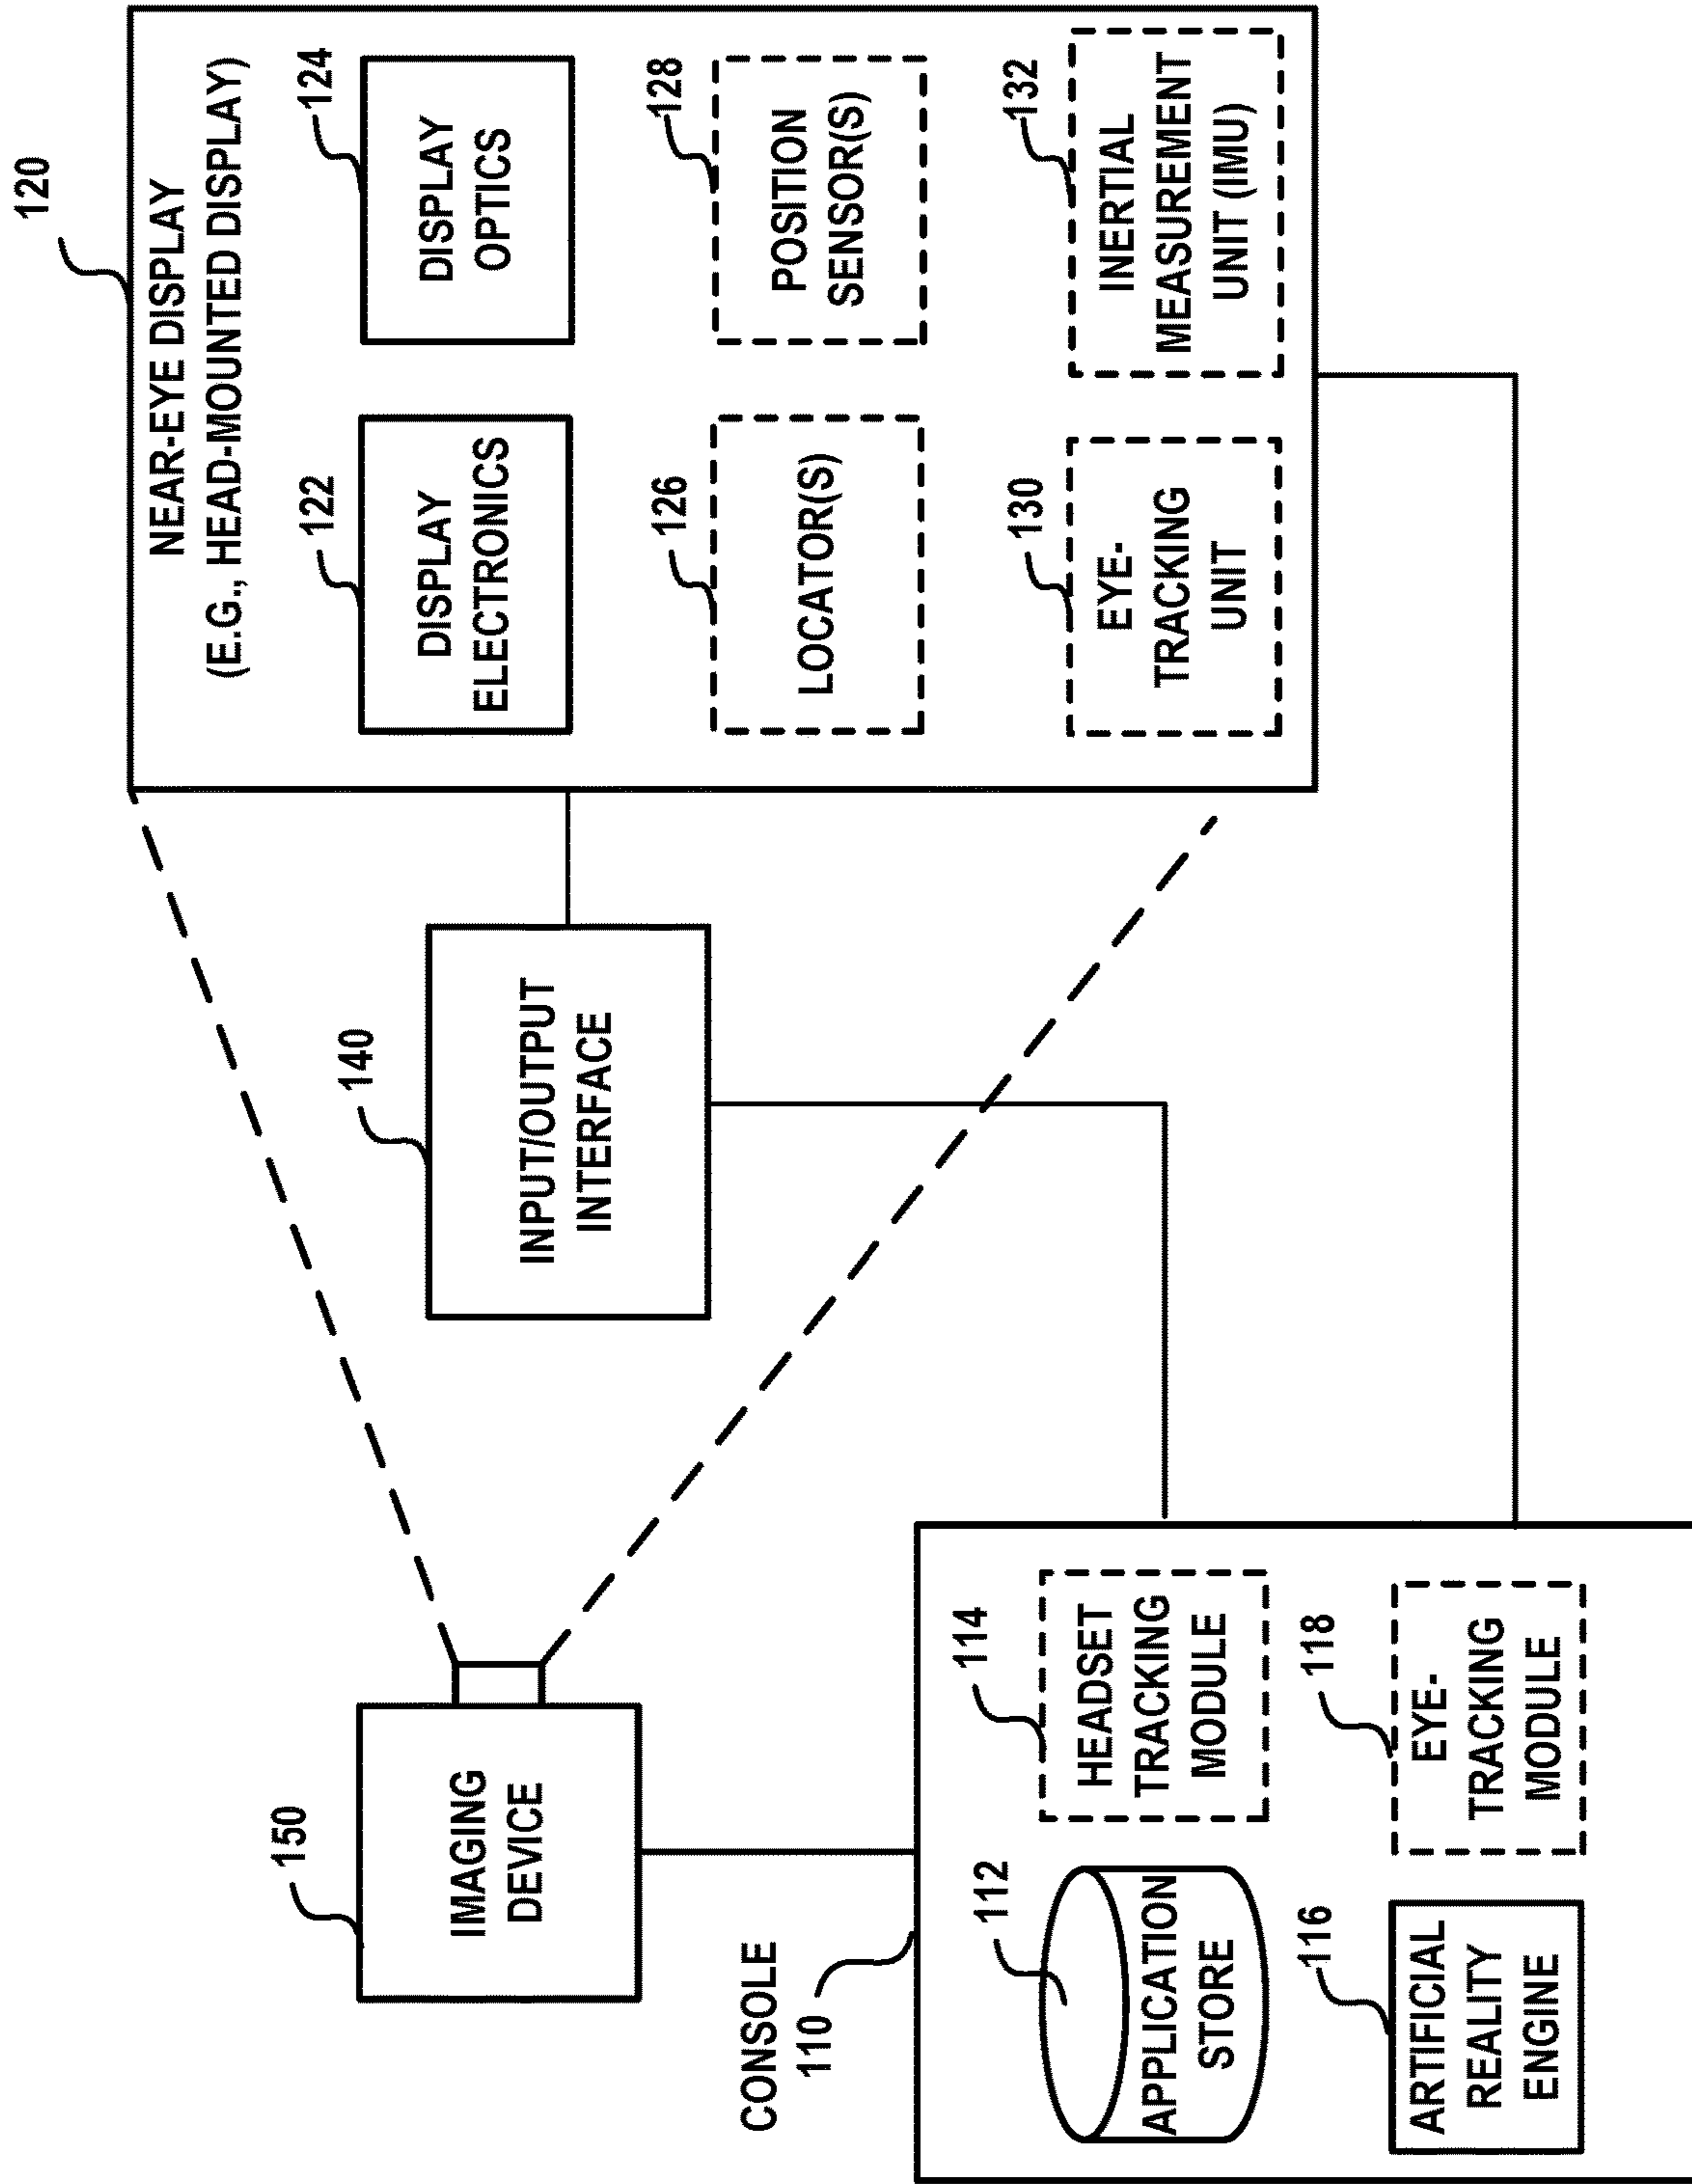 120
NEAR-EYE DISPLAY
(E.G., HEAD-MOUNTED DISPLAY)
122
DISPLAY
ELECTRONICS
124
DISPLAY
OPTICS
126
LOCATOR(S)
128
POSITION
SENSOR(S)
130
EYE-
TRACKING
UNIT
132
INERTIAL
MEASUREMENT
UNIT (IMU)
140
INPUT/OUTPUT
INTERFACE
150
IMAGING
DEVICE
CONSOLE
110
112
APPLICATION
STORE
114
HEADSET
TRACKING
MODULE
116
ARTIFICIAL
REALITY
ENGINE
118
EYE-
TRACKING
MODULE